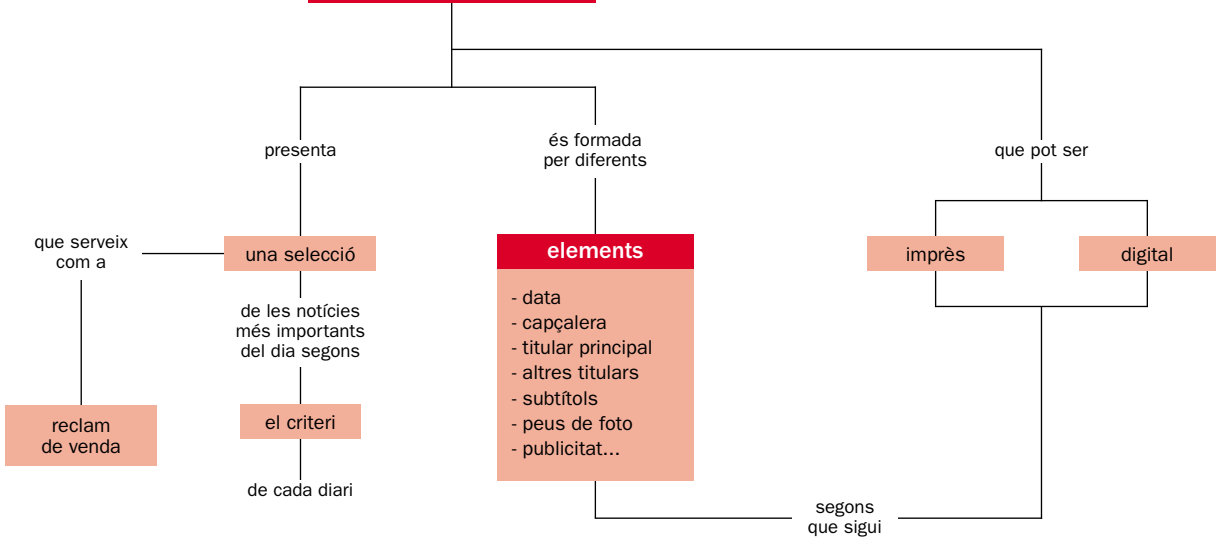 presenta
és formada
per diferents
que pot ser
que serveix
com a
una selecció
elements
imprès
digital
de les notícies
més importants
del dia segons
- data
- capçalera
- titular principal
- altres titulars
- subtítols
- peus de foto
- publicitat...
reclam
de venda
el criteri
de cada diari
segons
que sigui